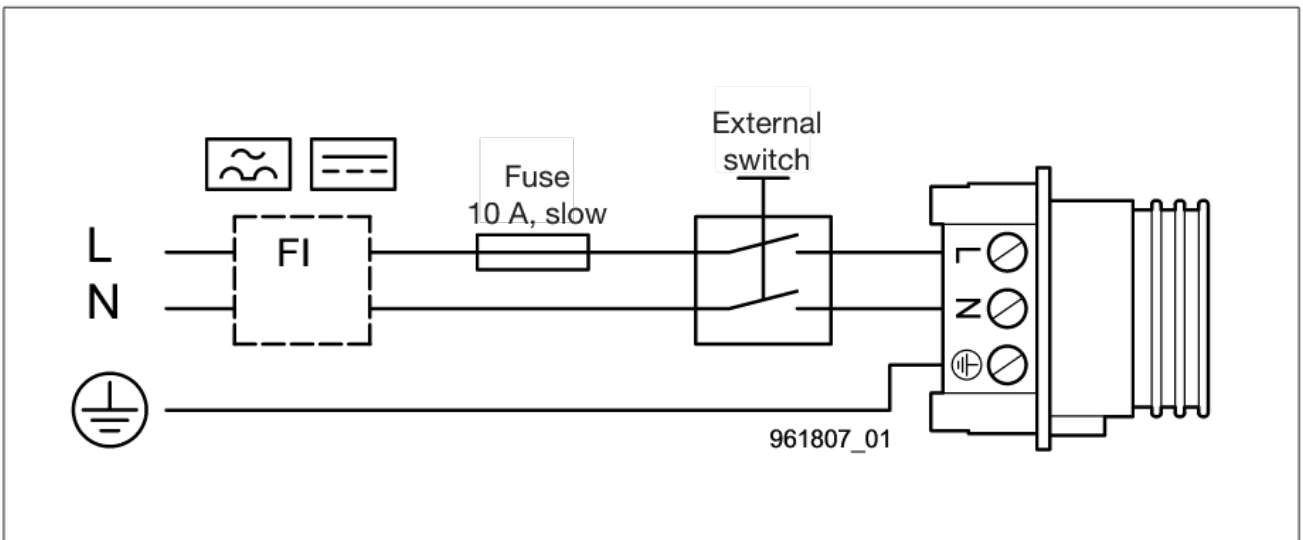 External
switch
Fuse
10 A, slow
L
FI
L
N
N
961807_01